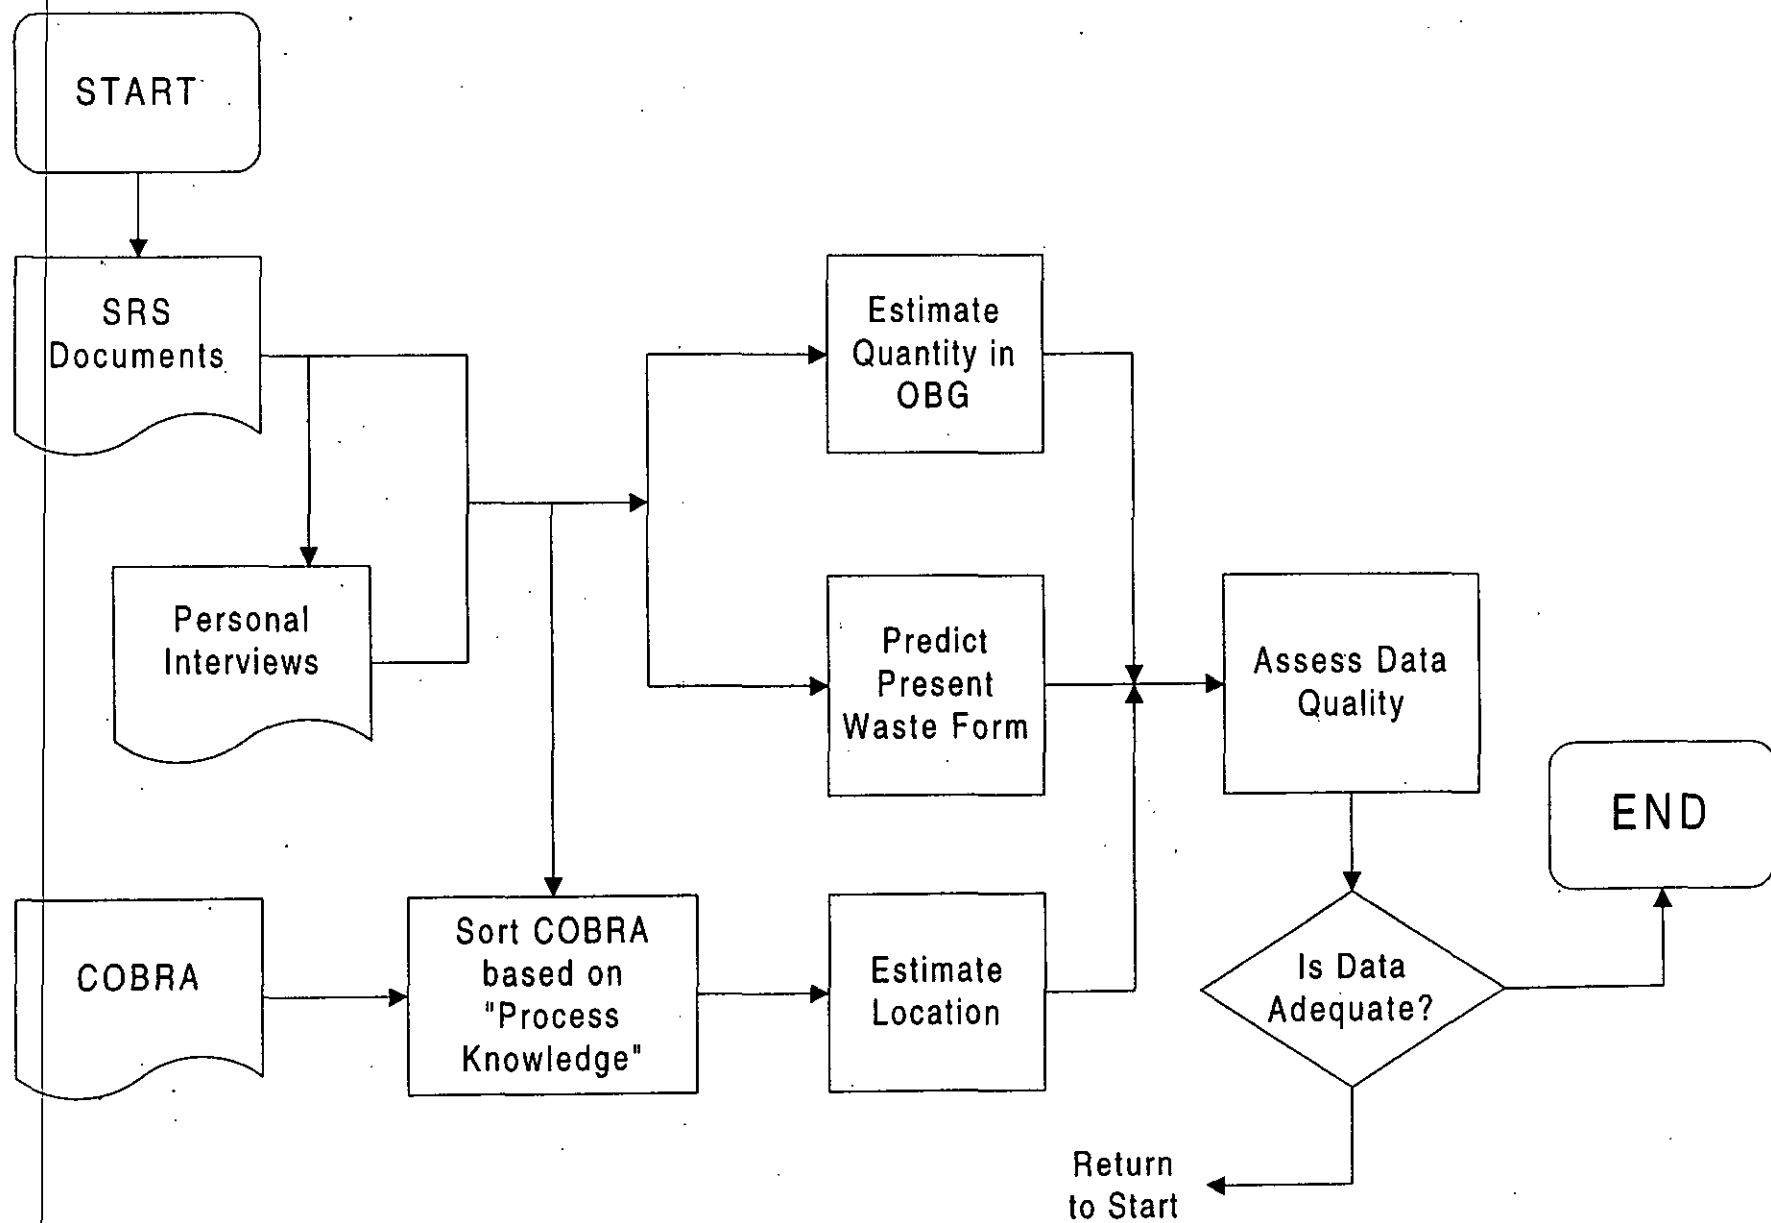 START
SRS
Documents
Personal
Interviews
COBRA
Sort COBRA
based on
"Process
Knowledge"
Estimate
Quantity in
OBG
Predict
Present
Waste Form
Estimate
Location
Assess Data
Quality
Is Data
Adequate?
END
Return
to Start